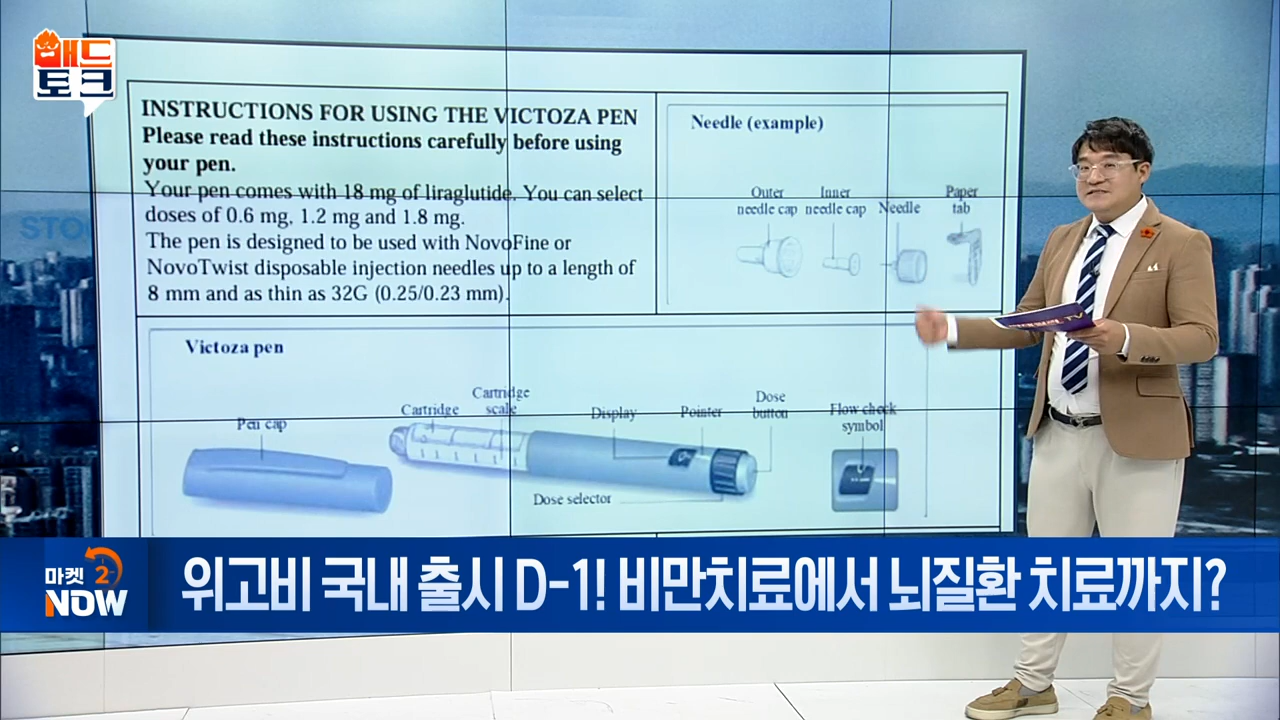 매드
토크
INSTRUCTIONS FOR USING THE VICTOZA PEN
Please read these instructions carefully before using
your pen.
Your pen comes with 18 mg of liraglutide. You can select
doses of 0.6 mg, 1.2 mg and 1.8 mg.
The pen is designed to be used with NovoFine or
NovoTwist disposable injection needles up to a length of
8 mm and as thin as 32G (0.25/0.23 mm).
Needle (example)
Outer
needle cap
Inner
needle cap
Needle
Paper
tab
STO
Victoza pen
Pen cap
Cartridge
Cartridge
scale
Display
Pointer
Dose
button
Flow check
symbol
Dose selector
TV
마켓 2
NOW
위고비 국내 출시 D-1! 비만치료에서 뇌질환 치료까지?